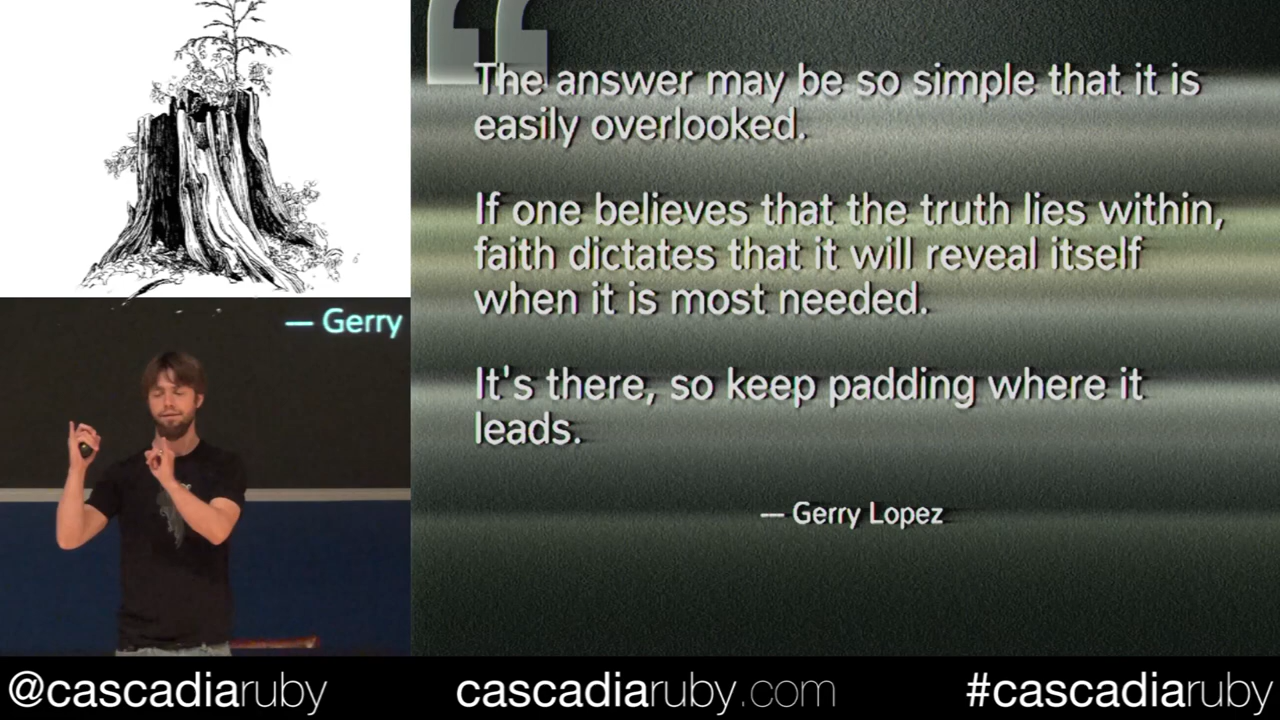 — Gerry
“
The answer may be so simple that it is
easily overlooked.
If one believes that the truth lies within,
faith dictates that it will reveal itself
when it is most needed.
It's there, so keep padding where it
leads.
— Gerry Lopez
@cascadiaruby
cascadiaruby.com
#cascadiaruby